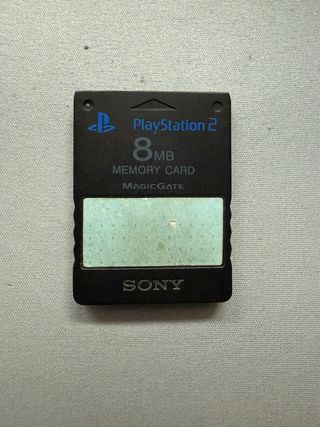 PlayStation 2
8MB
MEMORY CARD
MAGICGATE
SONY